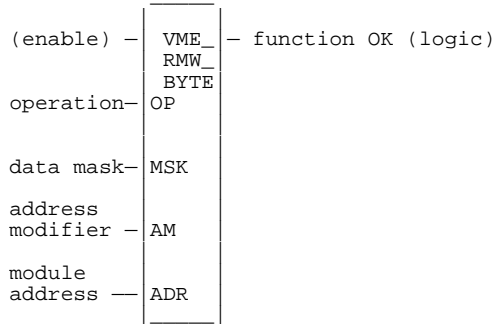 (enable) – VME_ – function OK (logic)
RMW_
BYTE
operation– OP
data mask– MSK
address
modifier – AM
module
address –– ADR